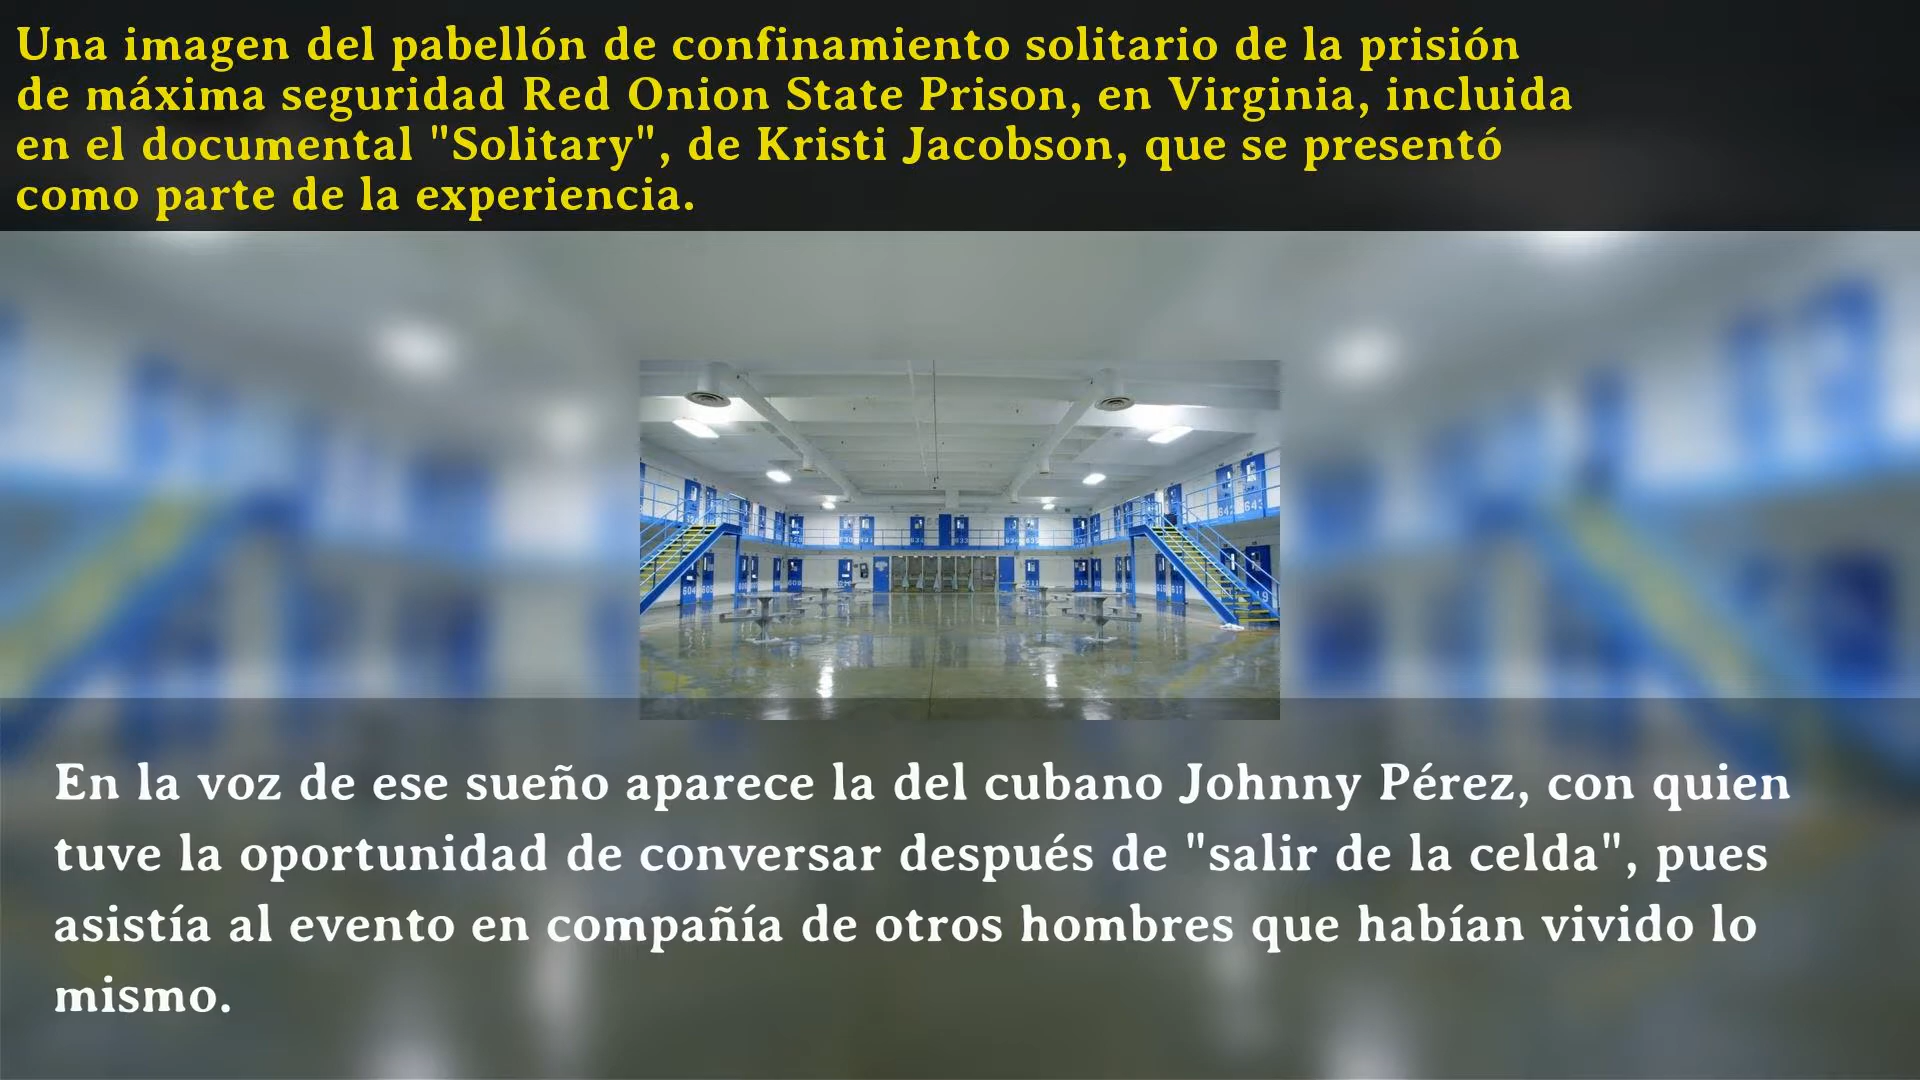 Una imagen del pabellón de confinamiento solitario de la prisión
de máxima seguridad Red Onion State Prison, en Virginia, incluida
en el documental "Solitary", de Kristi Jacobson, que se presentó
como parte de la experiencia.
En la voz de ese sueño aparece la del cubano Johnny Pérez, con quien
tuve la oportunidad de conversar después de "salir de la celda", pues
asistía al evento en compañía de otros hombres que habían vivido lo
mismo.